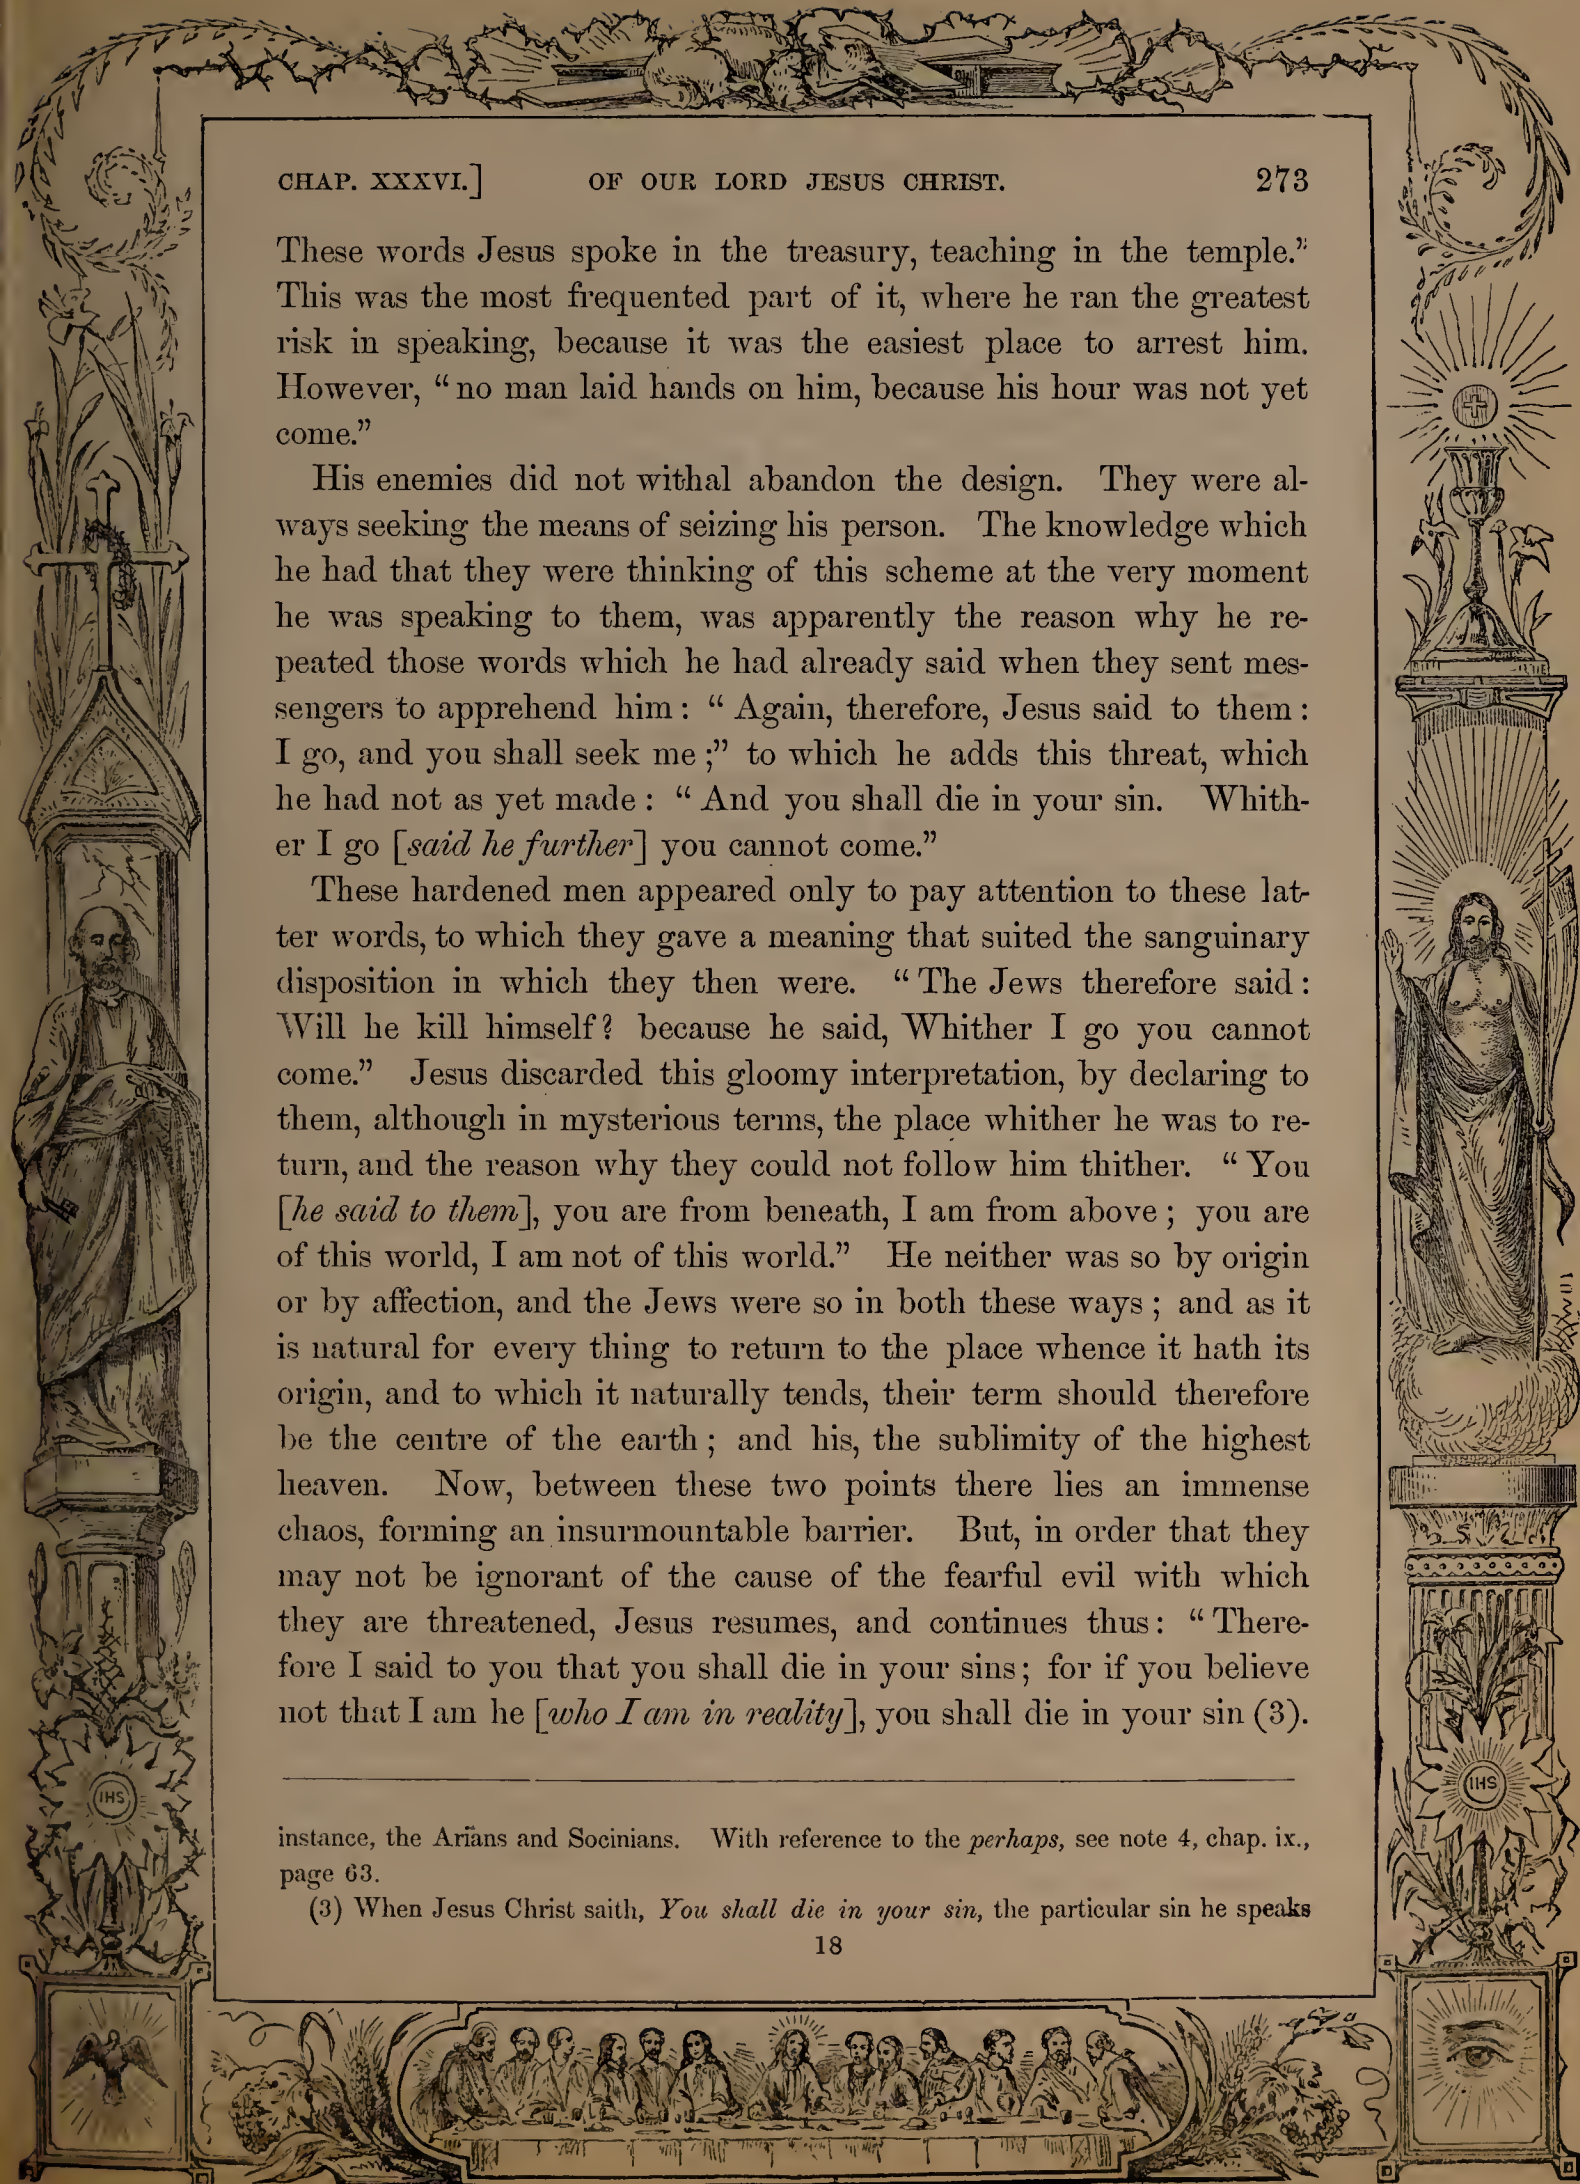 CHAP. XXXVI.] OF OUR LORD JESUS CHRIST. 273
These words Jesus spoke in the treasury, teaching in the temple."
This was the most frequented part of it, where he ran the greatest
risk in speaking, because it was the easiest place to arrest him.
However, “no man laid hands on him, because his hour was not yet
come.”
His enemies did not withal abandon the design. They were al-
ways seeking the means of seizing his person. The knowledge which
he had that they were thinking of this scheme at the very moment
he was speaking to them, was apparently the reason why he re-
peated those words which he had already said when they sent mes-
sengers to apprehend him: “Again, therefore, Jesus said to them:
I go, and you shall seek me;” to which he adds this threat, which
he had not as yet made: “And you shall die in your sin. Whith-
er I go [said he further] you cannot come.”
These hardened men appeared only to pay attention to these lat-
ter words, to which they gave a meaning that suited the sanguinary
disposition in which they then were. “The Jews therefore said:
Will he kill himself? because he said, Whither I go you cannot
come.” Jesus discarded this gloomy interpretation, by declaring to
them, although in mysterious terms, the place whither he was to re-
turn, and the reason why they could not follow him thither. “You
[he said to them], you are from beneath, I am from above; you are
of this world, I am not of this world.” He neither was so by origin
or by affection, and the Jews were so in both these ways; and as it
is natural for every thing to return to the place whence it hath its
origin, and to which it naturally tends, their term should therefore
be the centre of the earth; and his, the sublimity of the highest
heaven. Now, between these two points there lies an immense
chaos, forming an insurmountable barrier. But, in order that they
may not be ignorant of the cause of the fearful evil with which
they are threatened, Jesus resumes, and continues thus: “There-
fore I said to you that you shall die in your sins; for if you believe
not that I am he [who I am in reality], you shall die in your sin (3).
instance, the Arians and Socinians. With reference to the perhaps, see note 4, chap. ix.,
page 63.
(3) When Jesus Christ saith, You shall die in your sin, the particular sin he speaks
18
IHS
IHS